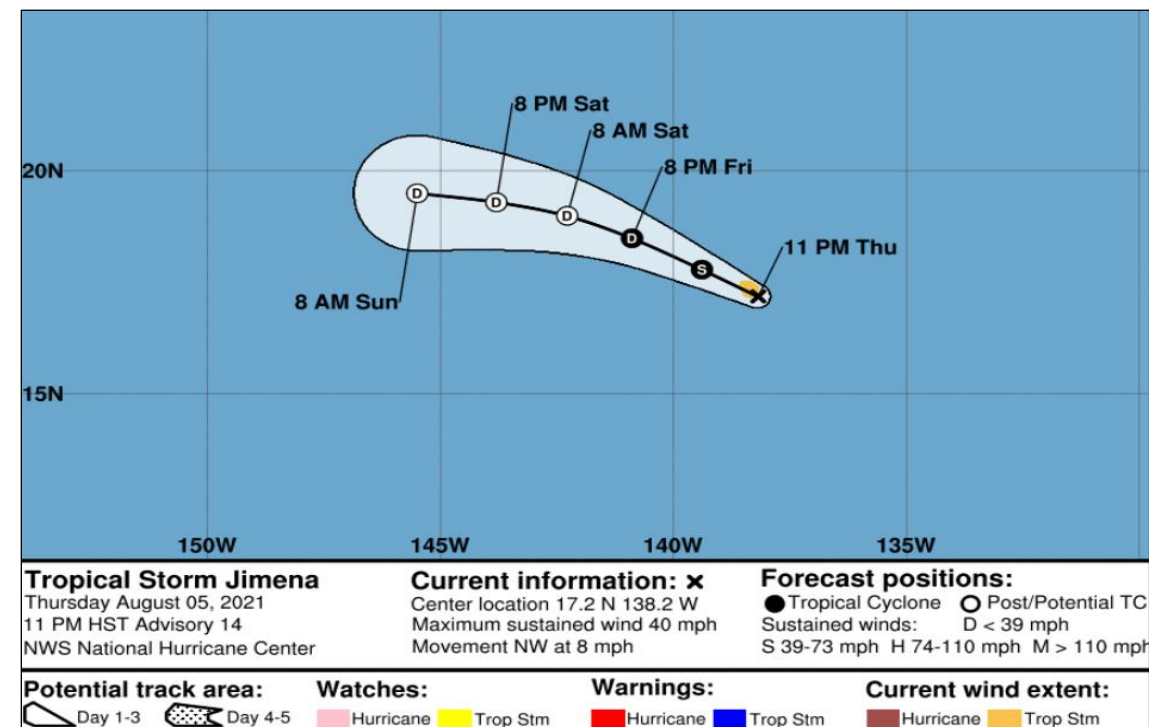 8 PM Sat
8 AM Sat
20N
8 PM Fri
D
D
D
D
S
11 PM Thu
8 AM Sun
15N
150W 145W 140W 135W
Tropical Storm Jimena
Thursday August 05, 2021
11 PM HST Advisory 14
NWS National Hurricane Center
Current information: ×
Center location 17.2 N 138.2 W
Maximum sustained wind 40 mph
Movement NW at 8 mph
Forecast positions:
Tropical Cyclone Post/Potential TC
Sustained winds: D < 39 mph
S 39-73 mph H 74-110 mph M > 110 mph
Potential track area:
Day 1-3 Day 4-5
Watches:
Hurricane Trop Stm
Warnings:
Hurricane Trop Stm
Current wind extent:
Hurricane Trop Stm